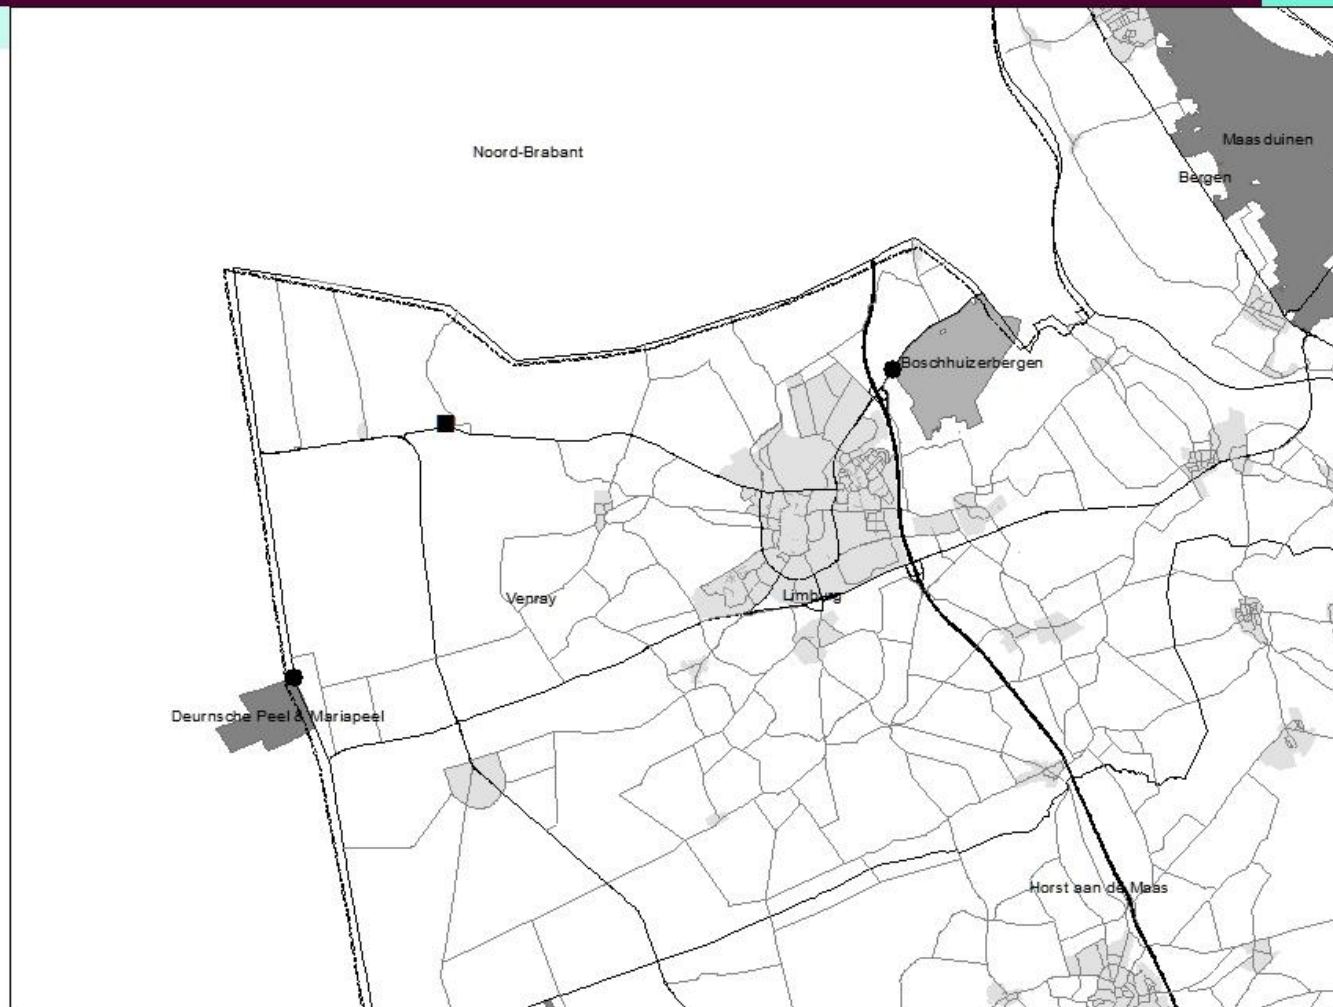 Noord-Brabant
Maasduinen
Bergen
Boschhuizerbergen
Venray
Limburg
Deurnsche Peel & Mariapeel
Horst aan de Maas